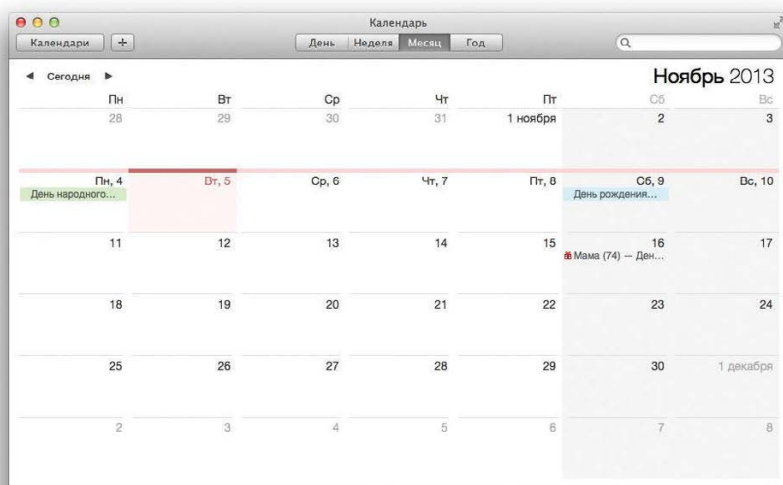 Календарь
Календари + День Неделя Месяц Год
Сегодня Ноябрь 2013
Пн Вт Ср Чт Пт Сб Вс
28 29 30 31 1 ноября 2 3
Пн, 4 Вт, 5 Ср, 6 Чт, 7 Пт, 8 Сб, 9 Вс, 10
День народного... День рождения...
11 12 13 14 15 16 17
Мама (74) — Ден...
18 19 20 21 22 23 24
25 26 27 28 29 30 1 декабря
2 3 4 5 6 7 8